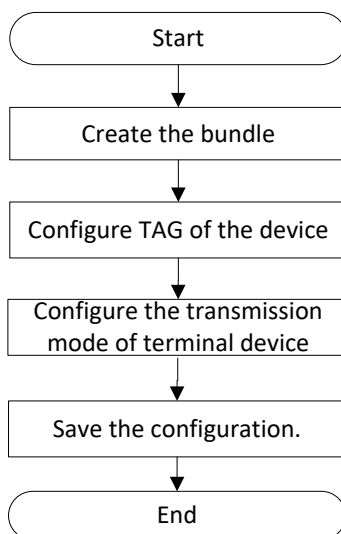 Start
Create the bundle
Configure TAG of the device
Configure the transmission
mode of terminal device
Save the configuration.
End